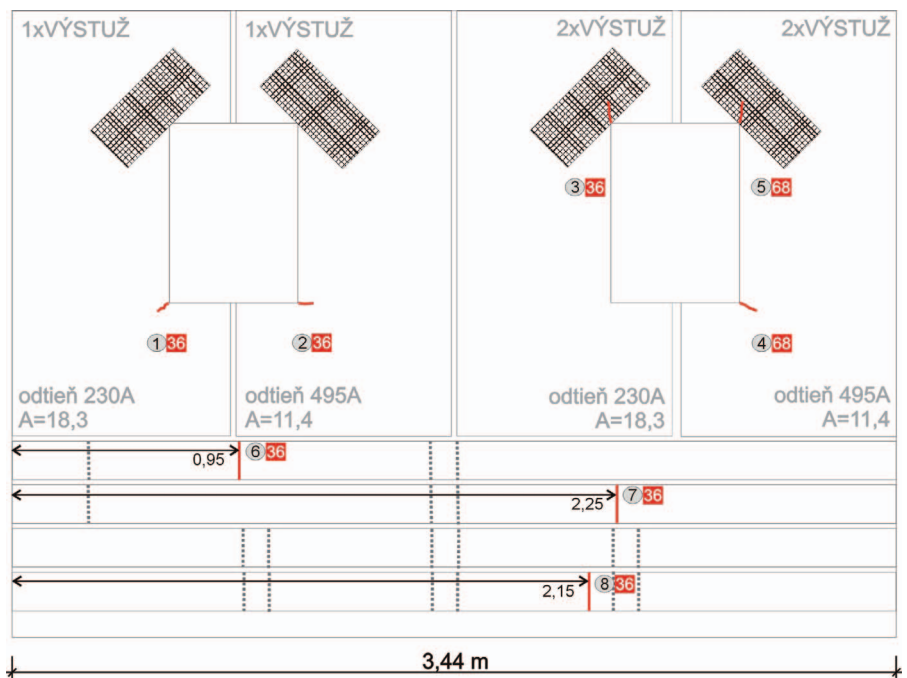 1xVÝSTUŽ 1xVÝSTUŽ 2xVÝSTUŽ 2xVÝSTUŽ
3 36 5 68
1 36 2 36 4 68
odtieň 230A odtieň 495A odtieň 230A odtieň 495A
A=18,3 A=11,4 A=18,3 A=11,4
0,95 6 36
2,25 7 36
2,15 8 36
3,44 m